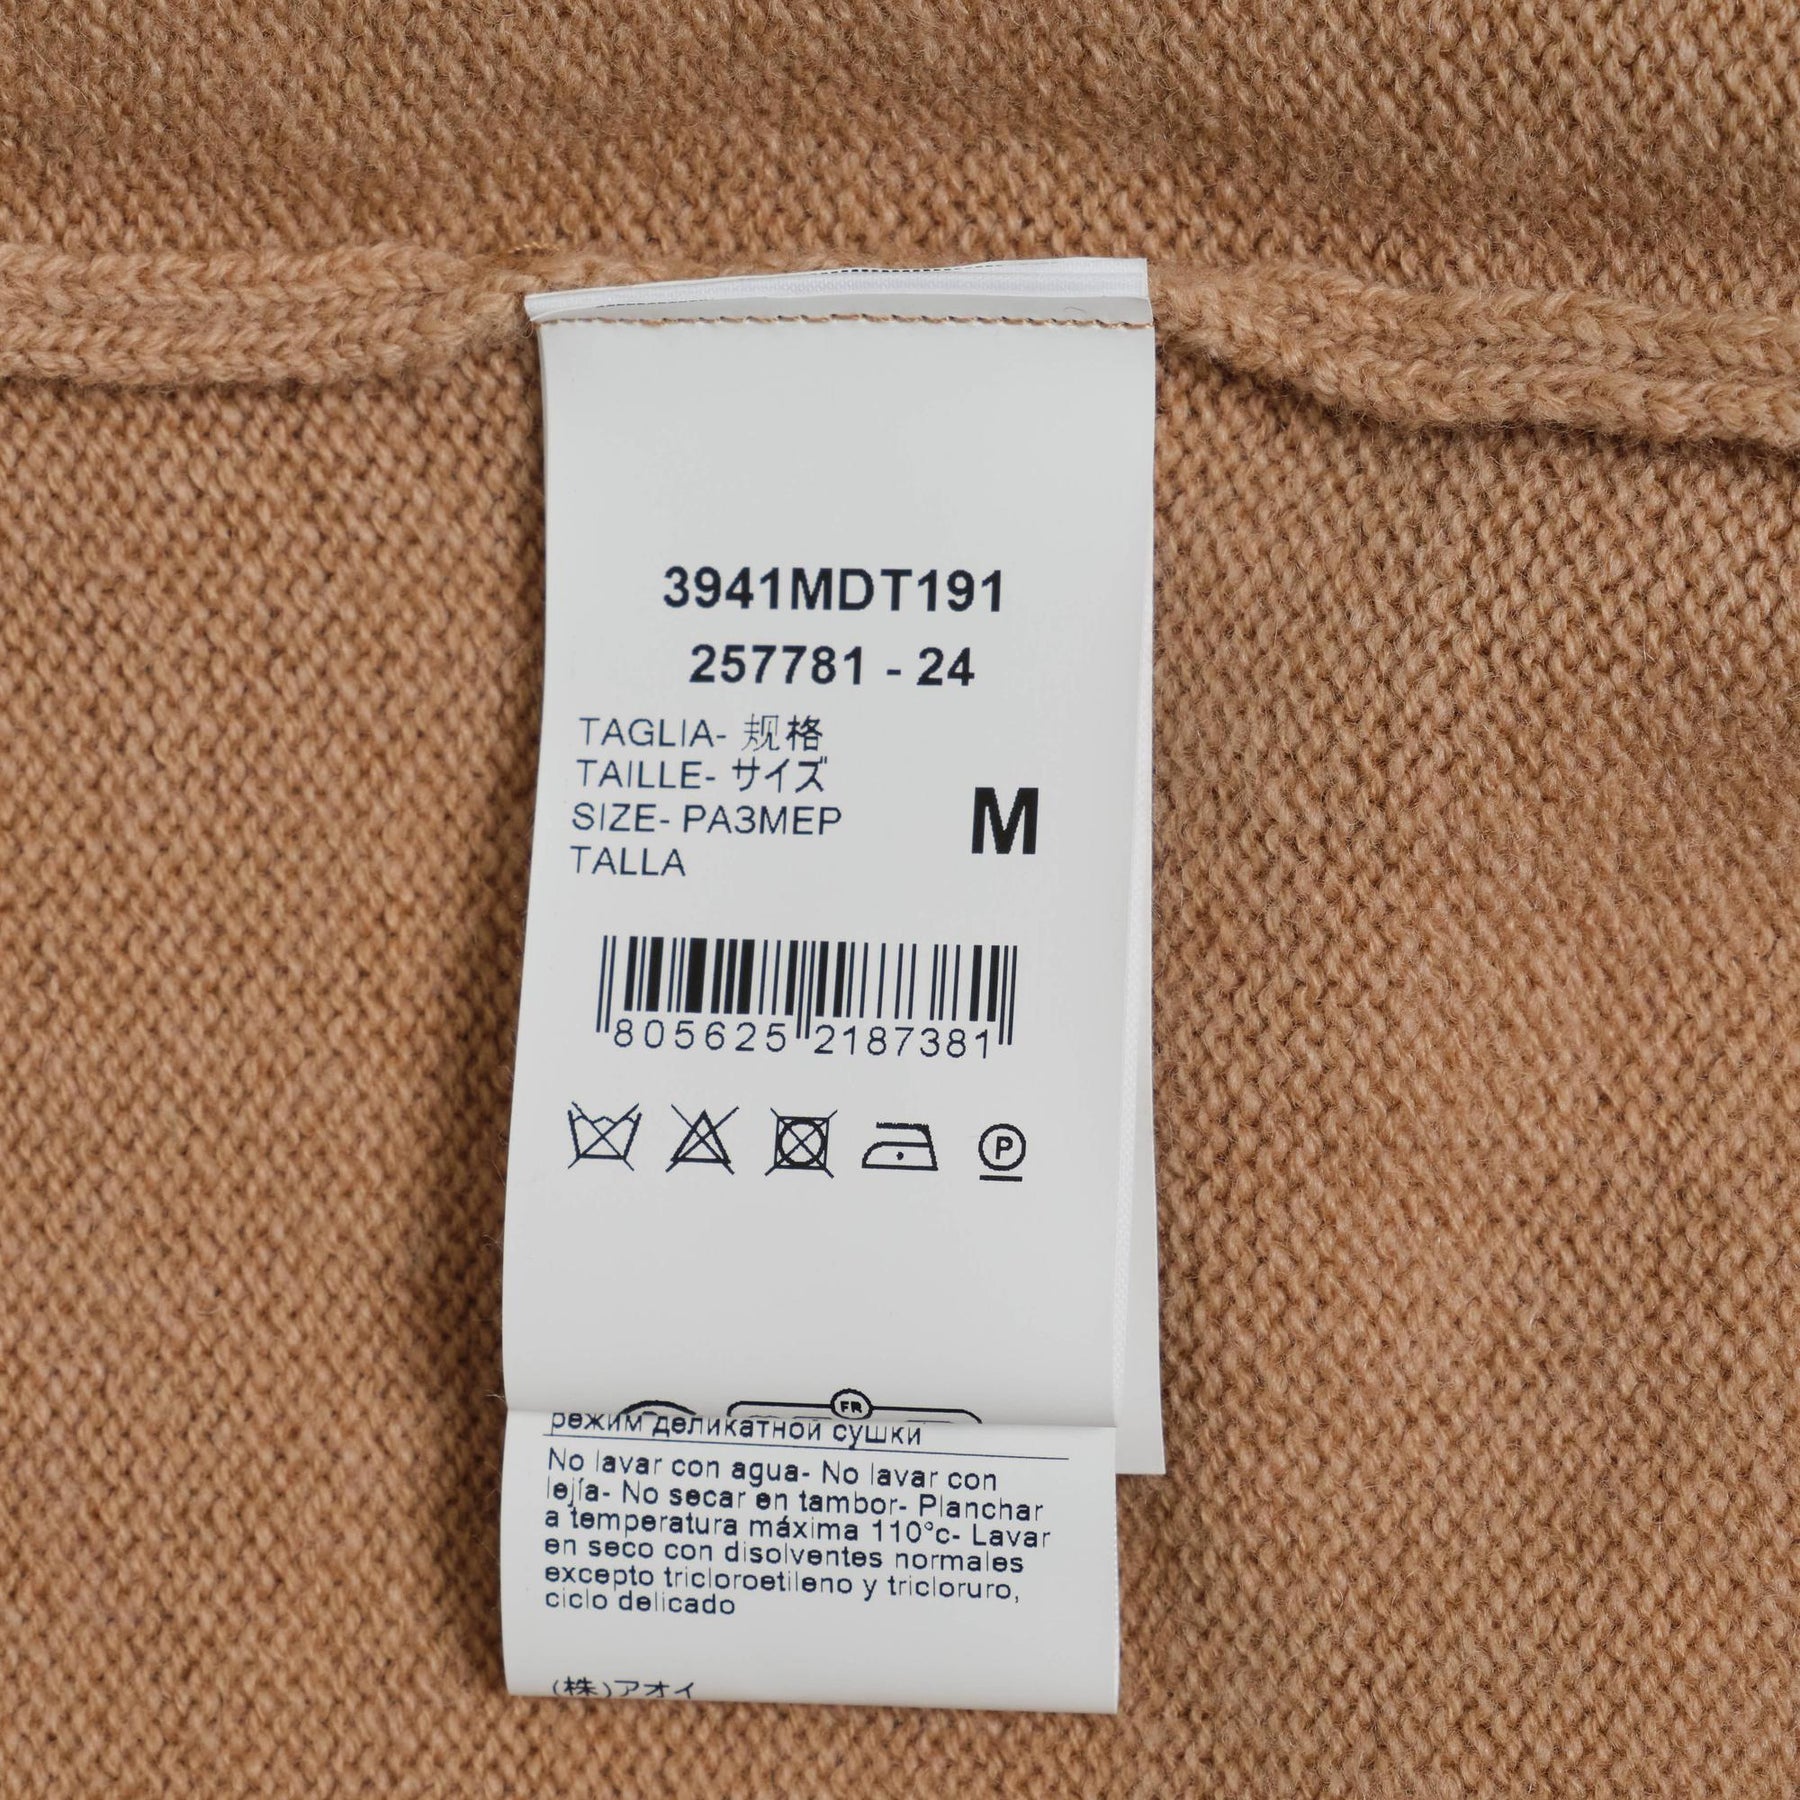 3941MDT191
257781 - 24
TAGLIA- 规格
TAILLE- サイズ
SIZE- РАЗМЕР
TALLA
M
805625 2187381
P
FR
режим деликатной сушки
No lavar con agua- No lavar con
lejía- No secar en tambor- Planchar
a temperatura máxima 110°c- Lavar
en seco con disolventes normales
excepto tricloroetileno y tricloruro,
ciclo delicado
(株)アオイ